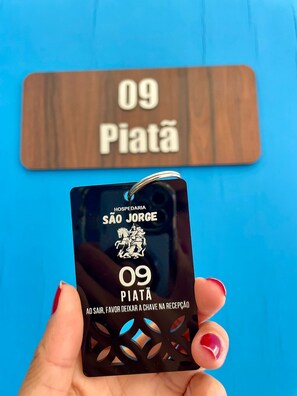 09
Piatã
HOSPEDARIA
SÃO JORGE
09
PIATÃ
AO SAIR, FAVOR DEIXAR A CHAVE NA RECEPÇÃO